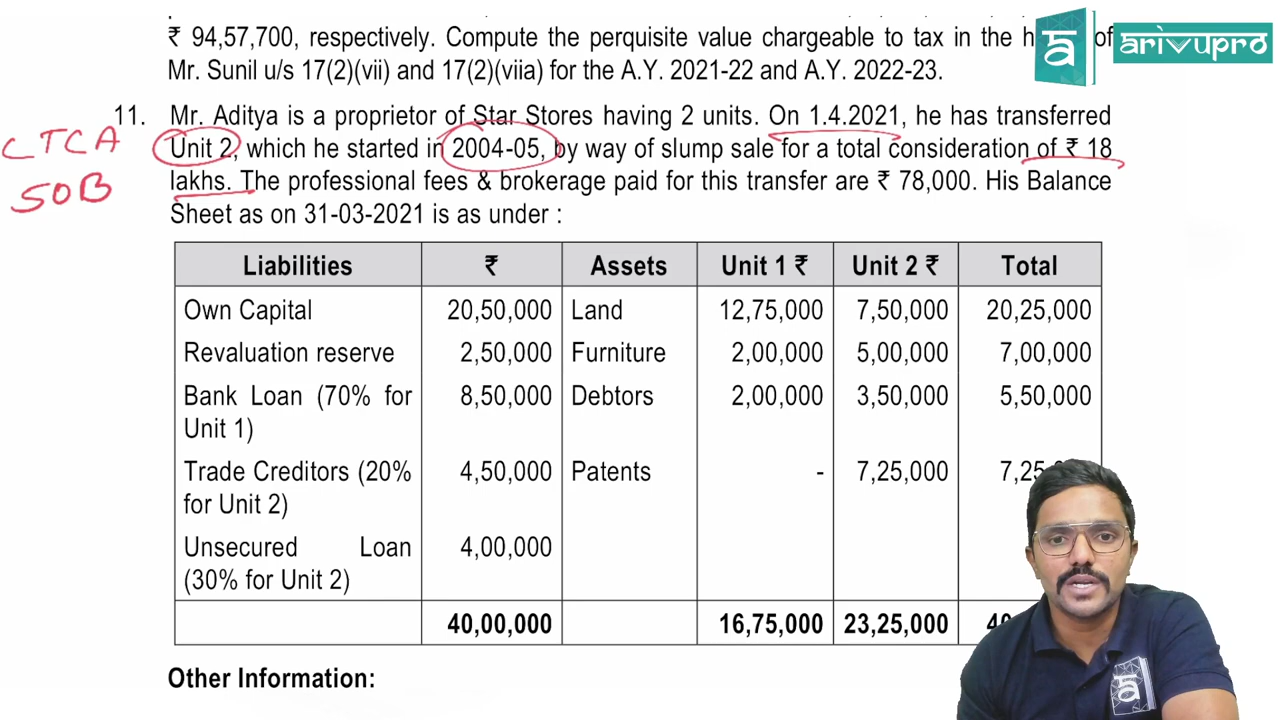 ₹ 94,57,700, respectively. Compute the perquisite value chargeable to tax in the h of
Mr. Sunil u/s 17(2)(vii) and 17(2)(viia) for the A.Y. 2021-22 and A.Y. 2022-23.
arivupro
11. Mr. Aditya is a proprietor of Star Stores having 2 units. On 1.4.2021, he has transferred
Unit 2, which he started in 2004-05, by way of slump sale for a total consideration of ₹ 18
lakhs. The professional fees & brokerage paid for this transfer are ₹ 78,000. His Balance
Sheet as on 31-03-2021 is as under :
CTCA
SOB
Liabilities ₹ Assets Unit 1 ₹ Unit 2 ₹ Total
Own Capital 20,50,000 Land 12,75,000 7,50,000 20,25,000
Revaluation reserve 2,50,000 Furniture 2,00,000 5,00,000 7,00,000
Bank Loan (70% for 8,50,000 Debtors 2,00,000 3,50,000 5,50,000
Unit 1)
Trade Creditors (20% 4,50,000 Patents - 7,25,000
for Unit 2)
Unsecured Loan 4,00,000
(30% for Unit 2)
40,00,000 16,75,000 23,25,000
Other Information: